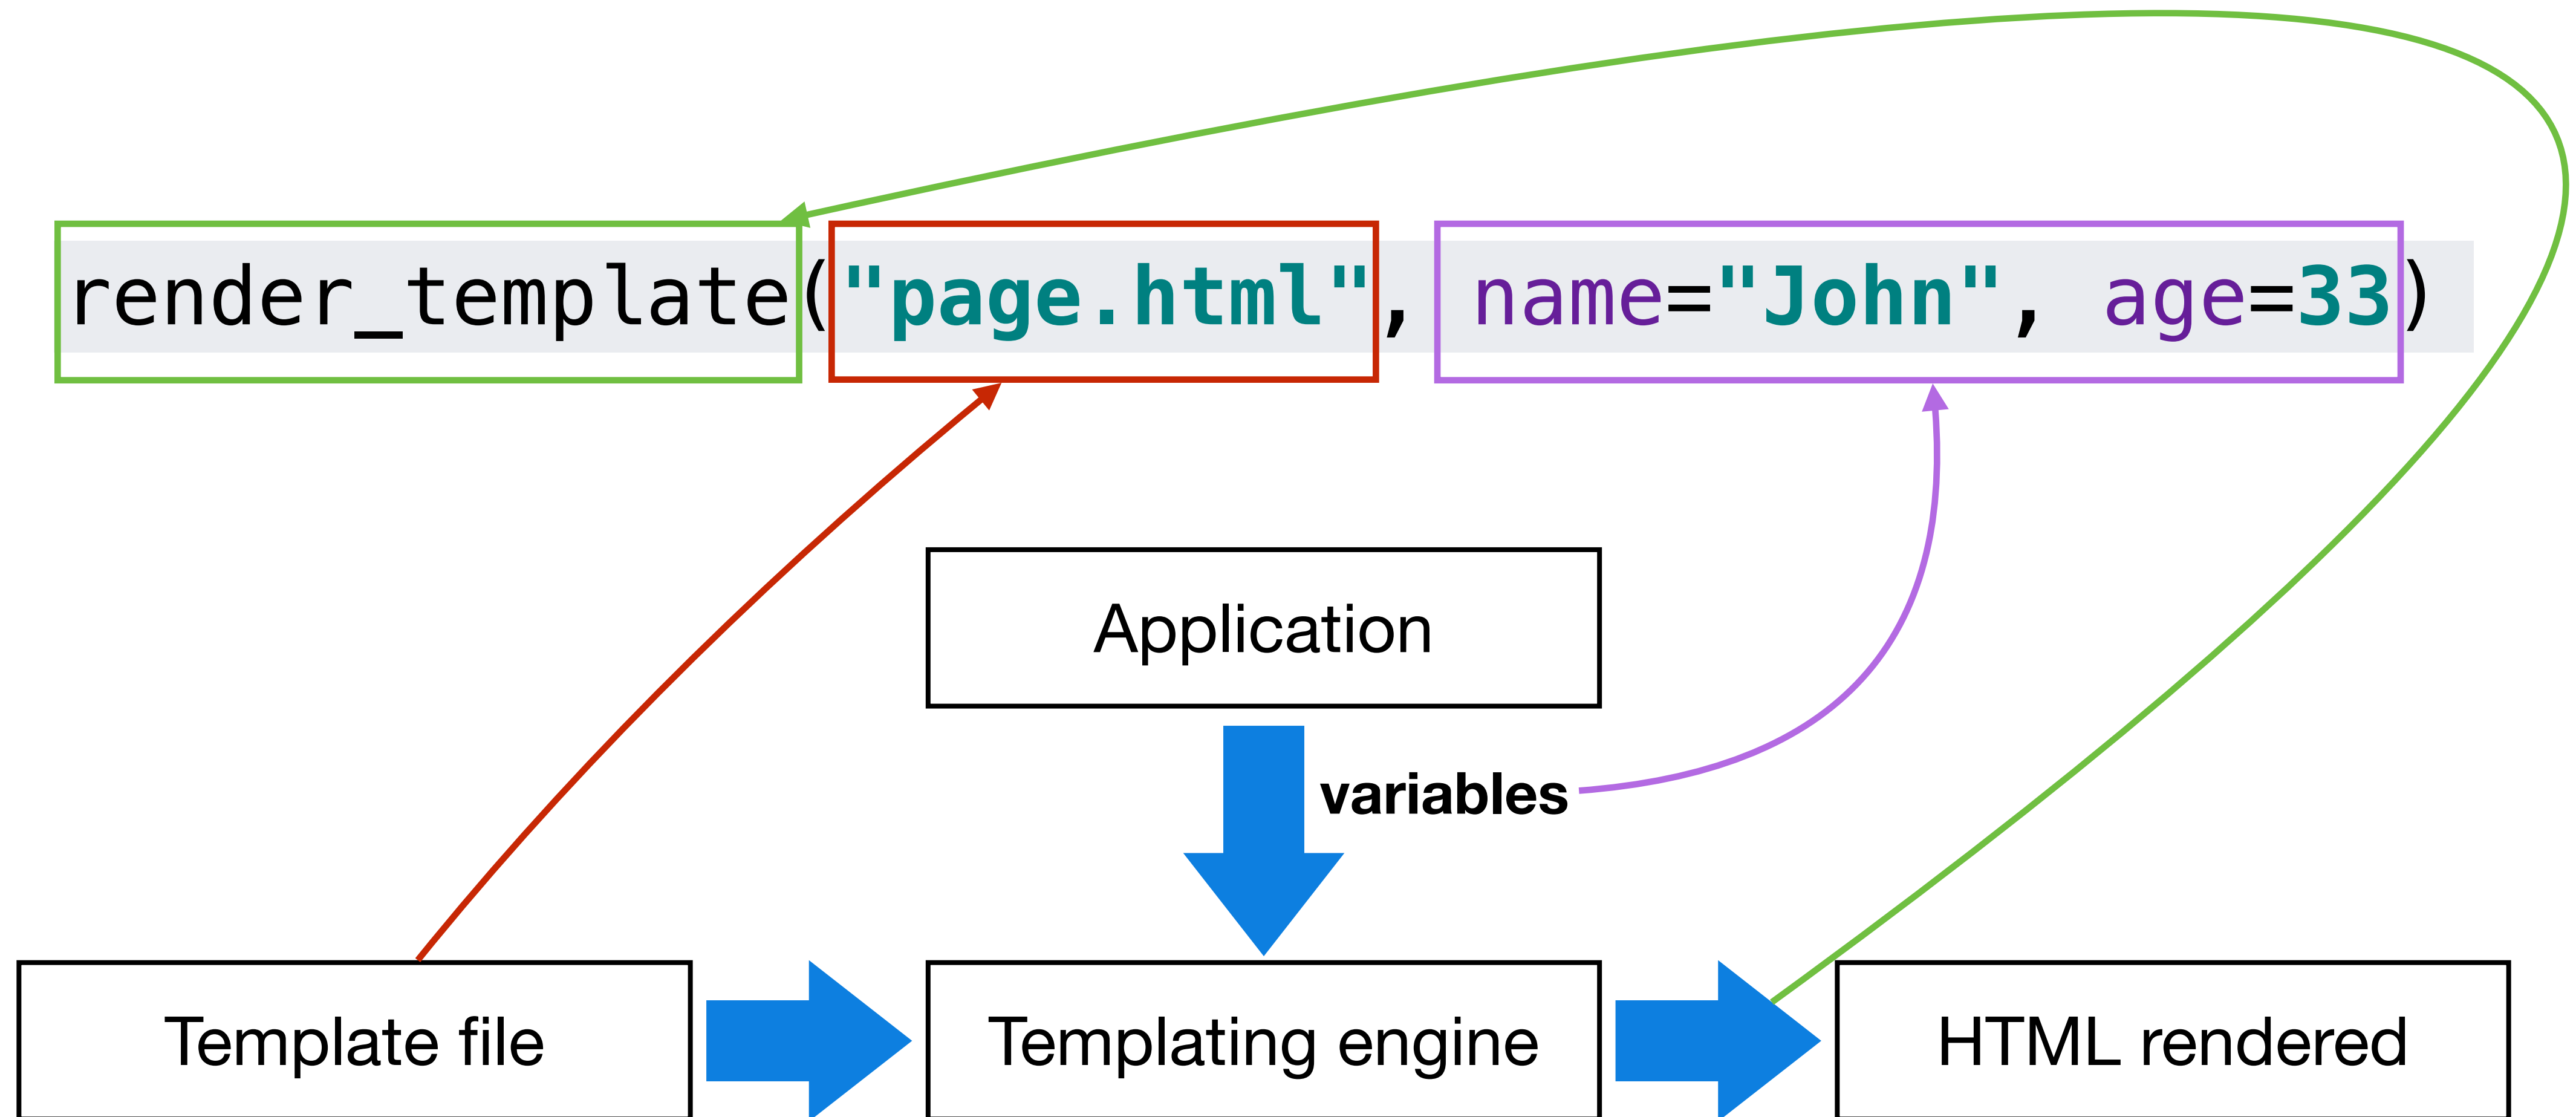 render_template("page.html", name="John", age=33)
Application
variables
Template file
Templating engine
HTML rendered